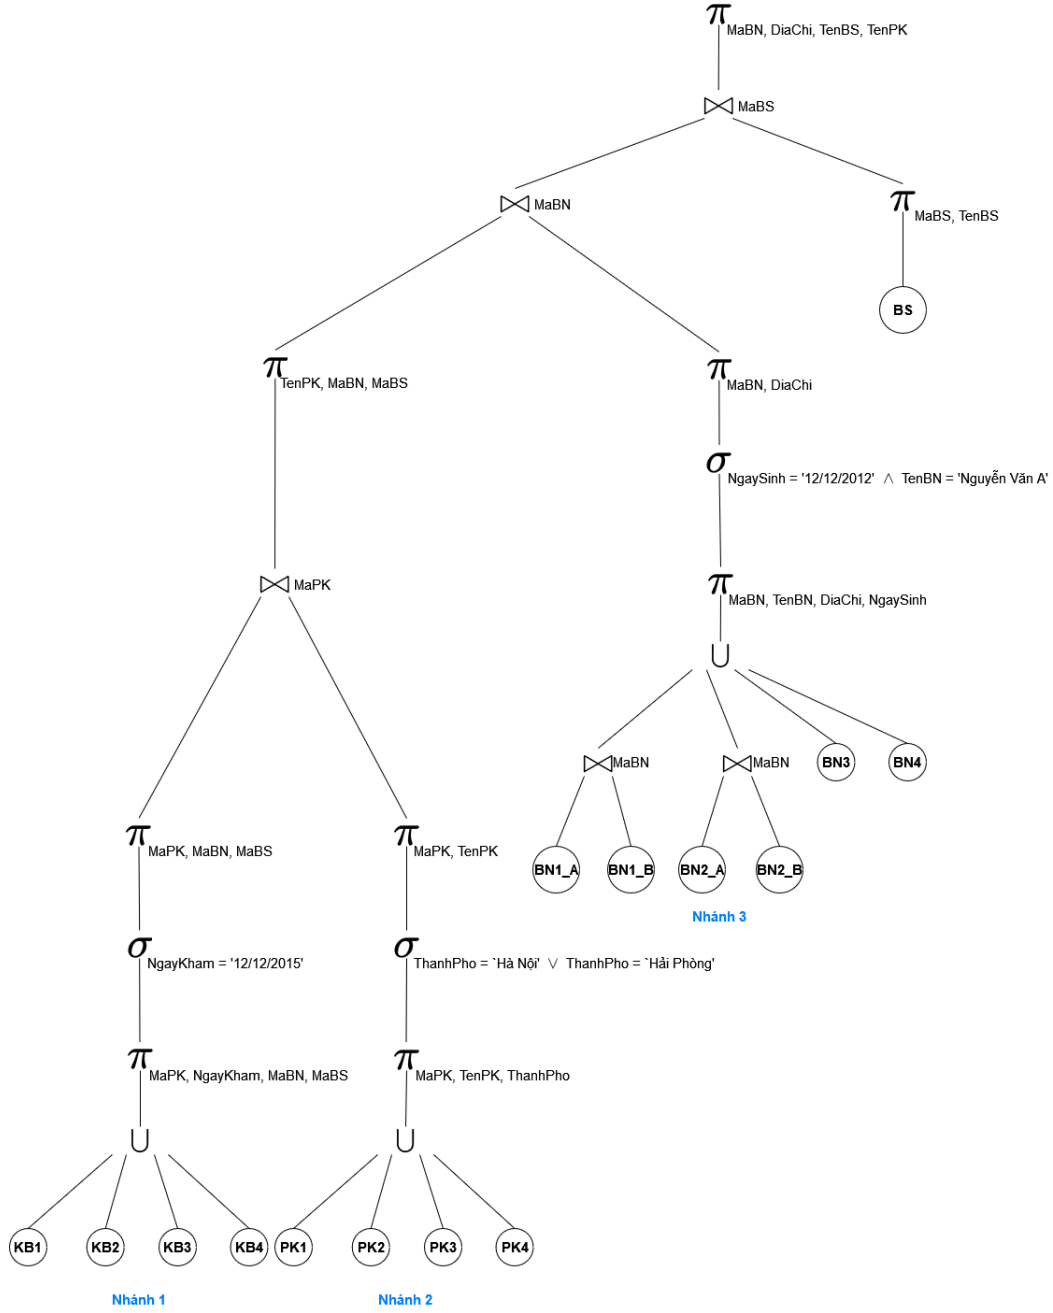 π MaBN, DiaChi, TenBS, TenPK
⋈ MaBS
⋈ MaBN
π MaBS, TenBS
BS
π TenPK, MaBN, MaBS
π MaBN, DiaChi
σ NgaySinh = '12/12/2012' ∧ TenBN = 'Nguyễn Văn A'
⋈ MaPK
π MaBN, TenBN, DiaChi, NgaySinh
∪
⋈ MaBN
⋈ MaBN
BN3
BN4
π MaPK, MaBN, MaBS
π MaPK, TenPK
BN1_A
BN1_B
BN2_A
BN2_B
Nhánh 3
σ NgayKham = '12/12/2015'
σ ThanhPho = `Hà Nội' ∨ ThanhPho = `Hải Phòng'
π MaPK, NgayKham, MaBN, MaBS
π MaPK, TenPK, ThanhPho
∪
∪
KB1
KB2
KB3
KB4
PK1
PK2
PK3
PK4
Nhánh 1
Nhánh 2